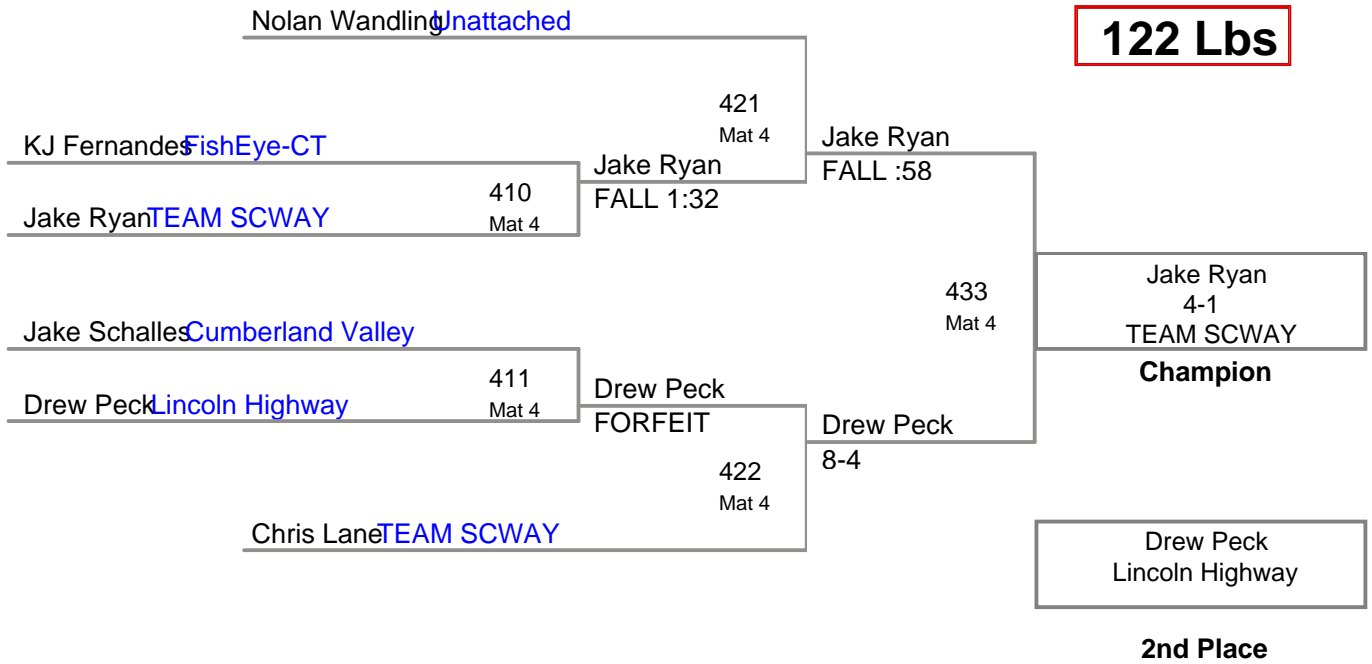 Nolan Wandling Unattached
122 Lbs
421
Mat 4
KJ Fernandes FishEye-CT
Jake Ryan
FALL :58
Jake Ryan
FALL 1:32
410
Mat 4
Jake Ryan TEAM SCWAY
Jake Ryan
4-1
TEAM SCWAY
Champion
433
Mat 4
Jake Schalles Cumberland Valley
411
Mat 4
Drew Peck Lincoln Highway
Drew Peck
FORFEIT
Drew Peck
8-4
422
Mat 4
Chris Lane TEAM SCWAY
Drew Peck
Lincoln Highway
2nd Place